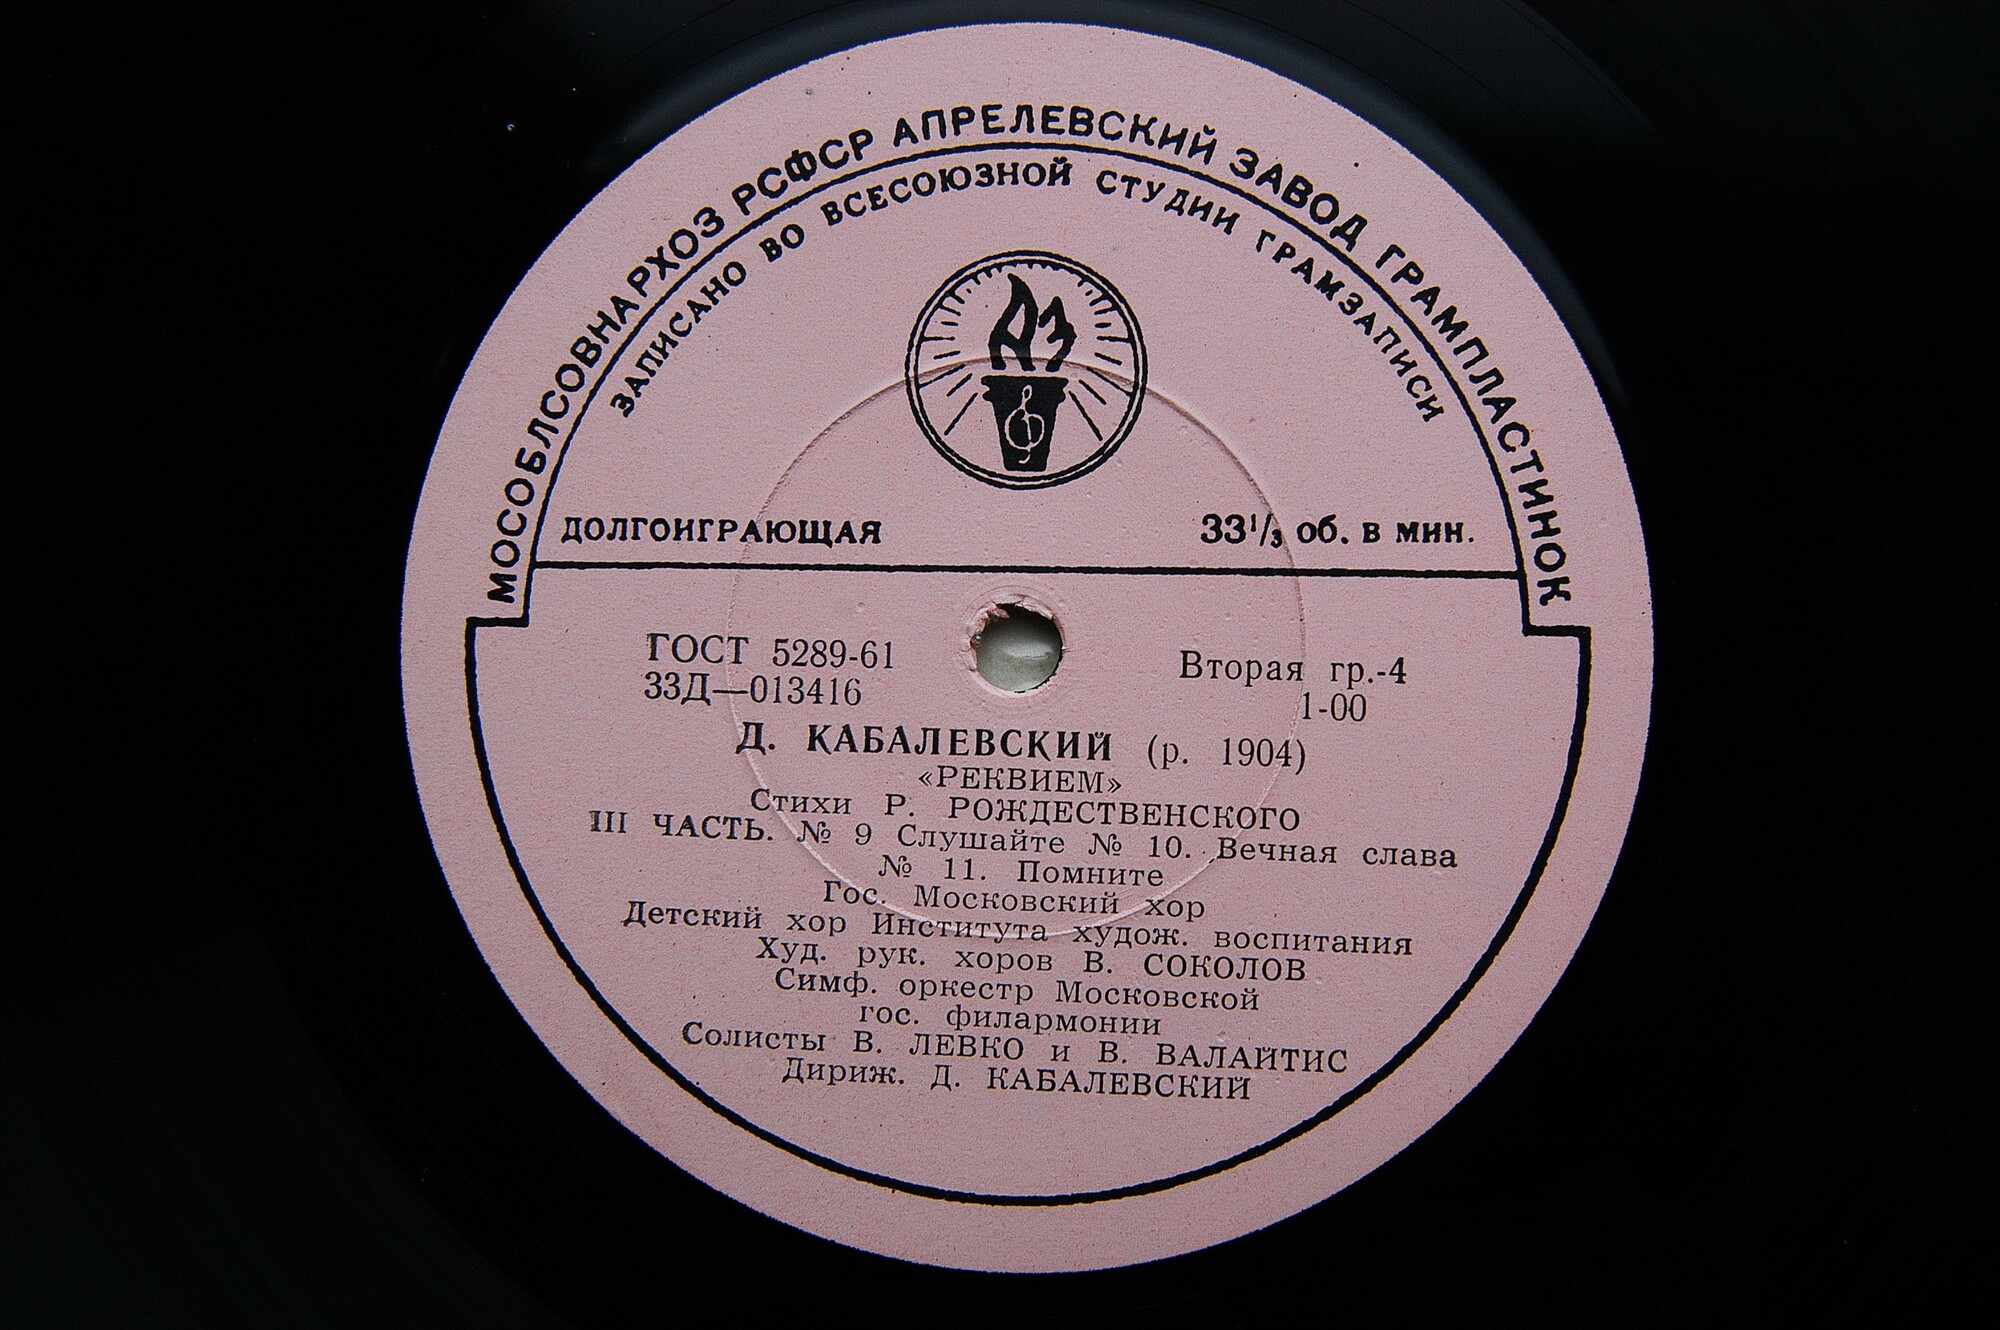 МОСОБЛСОВНАРХОЗ РСФСР АПРЕЛЕВСКИЙ ЗАВОД ГРАМПЛАСТИНОК
ЗАПИСАНО ВО ВСЕСОЮЗНОЙ СТУДИИ ГРАМЗАПИСИ
АЗ
ДОЛГОИГРАЮЩАЯ 33 1/3 об. в мин.
ГОСТ 5289-61 Вторая гр.-4
33Д—013416 1-00
Д. КАБАЛЕВСКИЙ (р. 1904)
«РЕКВИЕМ»
Стихи Р. РОЖДЕСТВЕНСКОГО
III ЧАСТЬ. № 9 Слушайте № 10. Вечная слава
№ 11. Помните
Гос. Московский хор
Детский хор Института худож. воспитания
Худ. рук. хоров В. СОКОЛОВ
Симф. оркестр Московской
гос. филармонии
Солисты В. ЛЕВКО и В. ВАЛАЙТИС
Дириж. Д. КАБАЛЕВСКИЙ